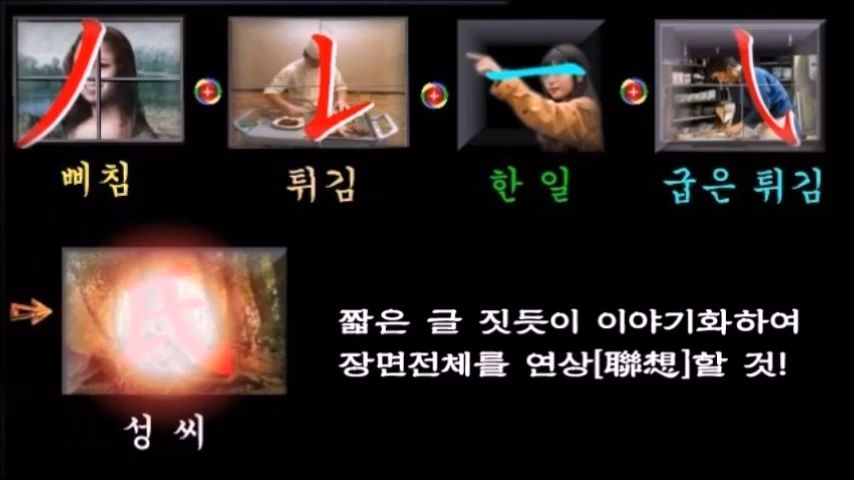 삐침 튀김 한 일 굽은 튀김
氏
성 씨
짧은 글 짓듯이 이야기화하여
장면전체를 연상[聯想]할 것!